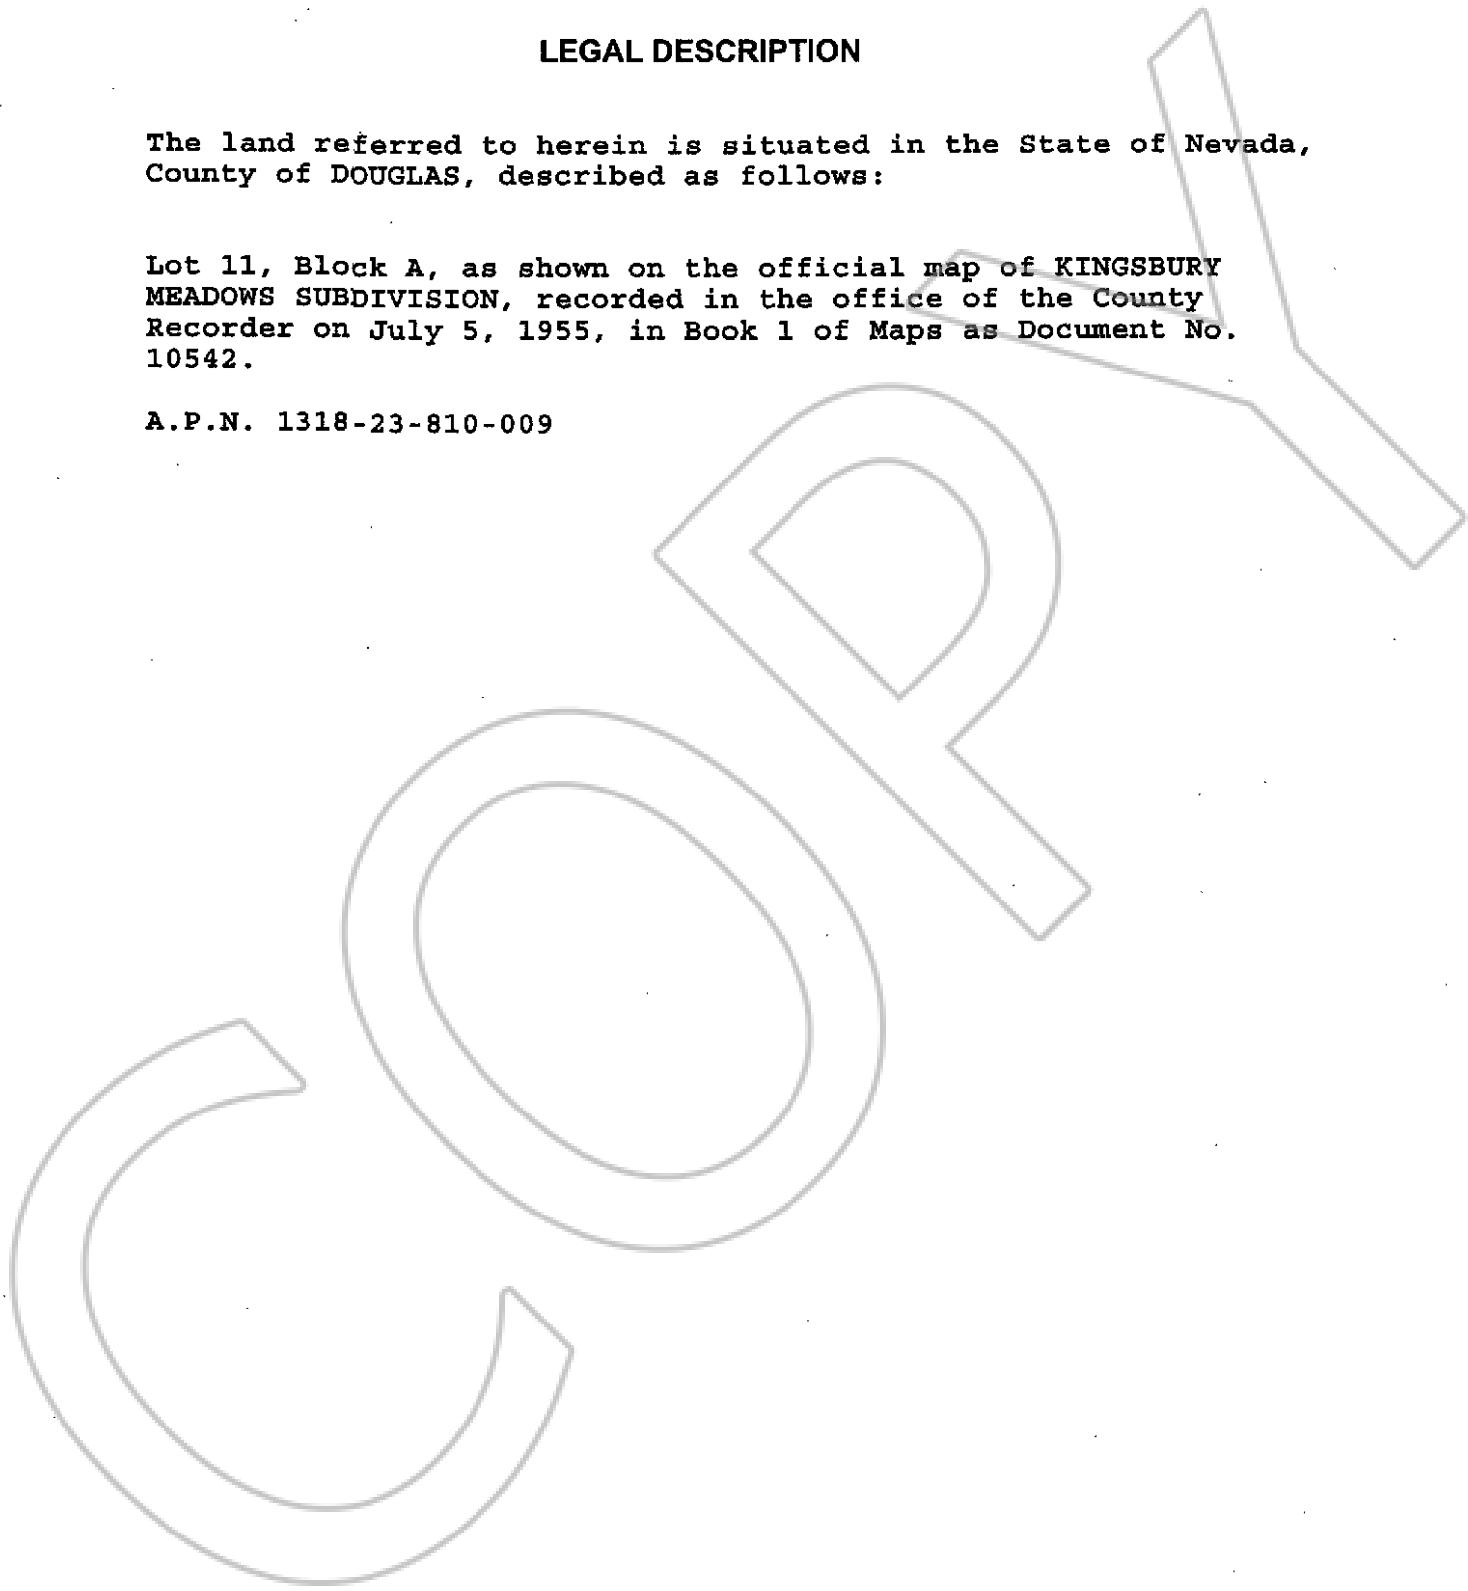 LEGAL DESCRIPTION
The land referred to herein is situated in the State of Nevada,
County of DOUGLAS, described as follows:
Lot 11, Block A, as shown on the official map of KINGSBURY
MEADOWS SUBDIVISION, recorded in the office of the County
Recorder on July 5, 1955, in Book 1 of Maps as Document No.
10542.
A.P.N. 1318-23-810-009
COPY